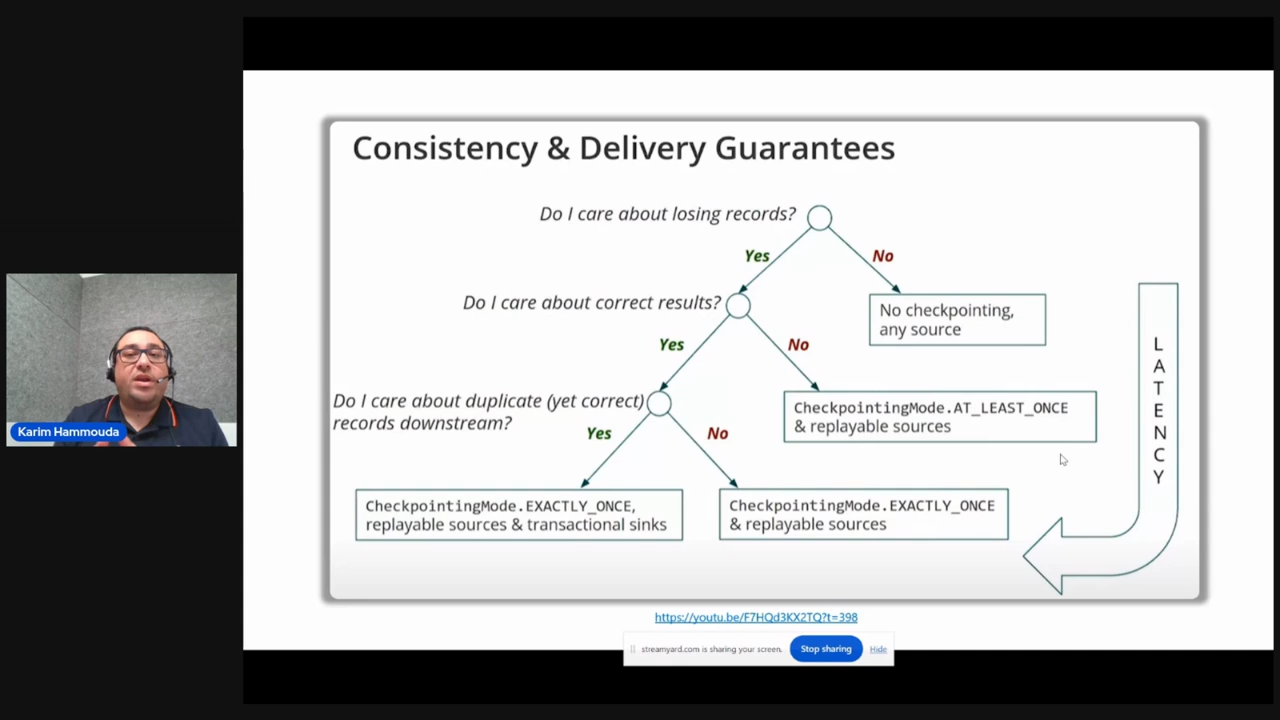 Consistency & Delivery Guarantees
Do I care about losing records?
Yes
No
Do I care about correct results?
No checkpointing,
any source
Yes
No
Do I care about duplicate (yet correct)
records downstream?
CheckpointingMode.AT_LEAST_ONCE
& replayable sources
Yes
No
CheckpointingMode.EXACTLY_ONCE,
replayable sources & transactional sinks
CheckpointingMode.EXACTLY_ONCE
& replayable sources
LATENCY
https://youtu.be/F7HQd3KX2TQ?t=398
streamyard.com is sharing your screen.
Stop sharing
Hide
Karim Hammouda